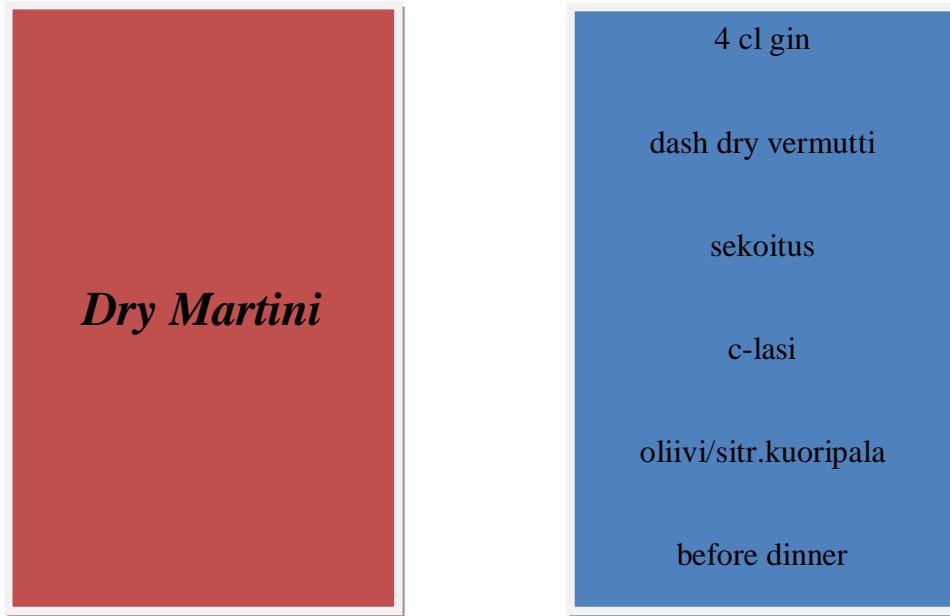 Dry Martini
4 cl gin
dash dry vermutti
sekoitus
c-lasi
oliivi/sitr.kuoripala
before dinner